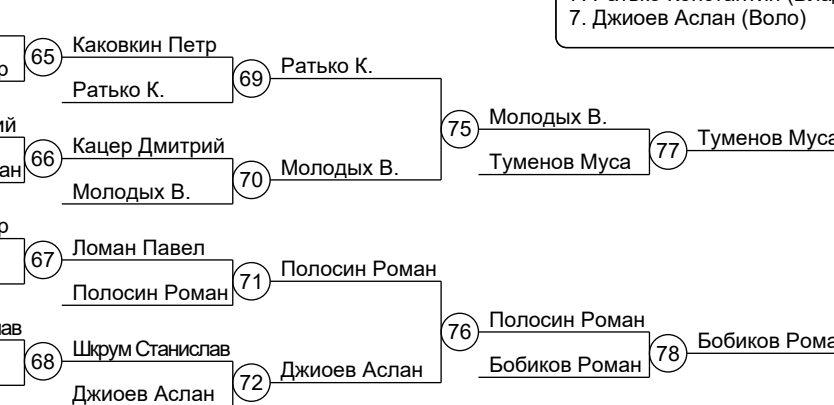 7. Джиоев Аслан (Воло)
65 Каковкин Петр
Ратько К.
69 Ратько К.
66 Кацер Дмитрий
Молодых В.
70 Молодых В.
75 Молодых В.
Туменов Муса
77 Туменов Муса
67 Ломан Павел
Полосин Роман
71 Полосин Роман
68 Шкрум Станислав
Джиоев Аслан
72 Джиоев Аслан
76 Полосин Роман
Бобиков Роман
78 Бобиков Рома